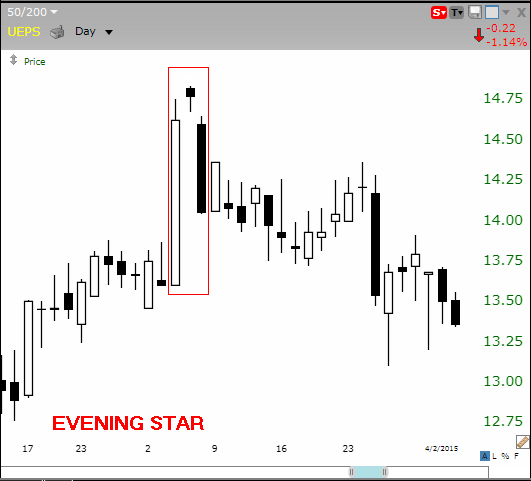 50/200
S T X
UEPS Day -0.22
-1.14%
Price
14.75
14.50
14.25
14.00
13.75
13.50
13.25
13.00
12.75
EVENING STAR
17 23 2 9 16 23 4/2/2015
A L % F